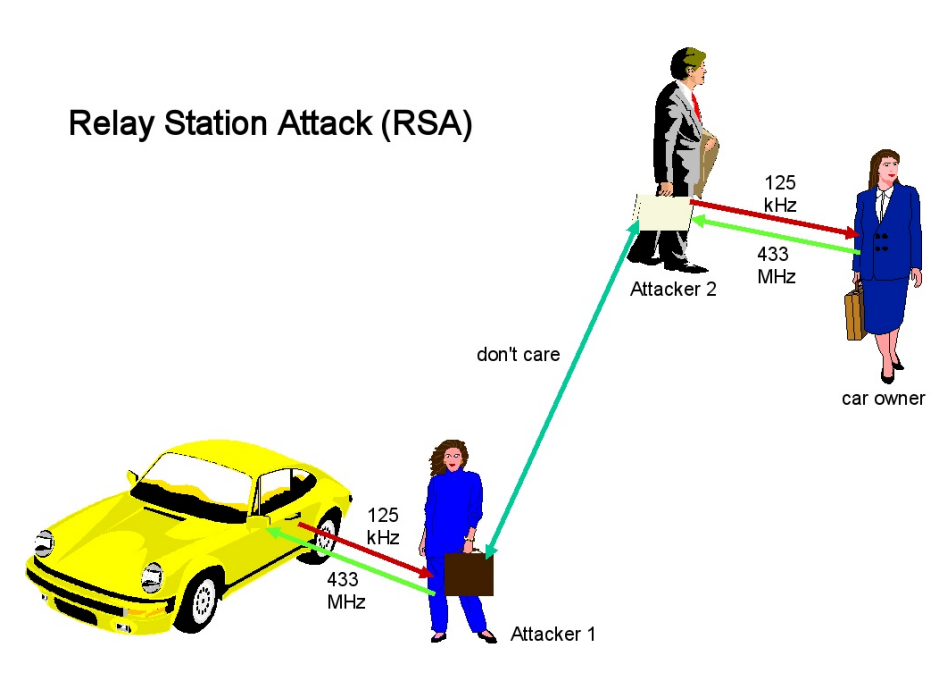 Relay Station Attack (RSA)
125
kHz
433
MHz
Attacker 2
don't care
car owner
125
kHz
433
MHz
Attacker 1